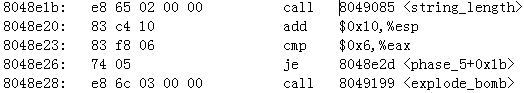 8048e1b: e8 65 02 00 00 call 8049085 <string_length>
8048e20: 83 c4 10 add $0x10,%esp
8048e23: 83 f8 06 cmp $0x6,%eax
8048e26: 74 05 je 8048e2d <phase_5+0x1b>
8048e28: e8 6c 03 00 00 call 8049199 <explode_bomb>